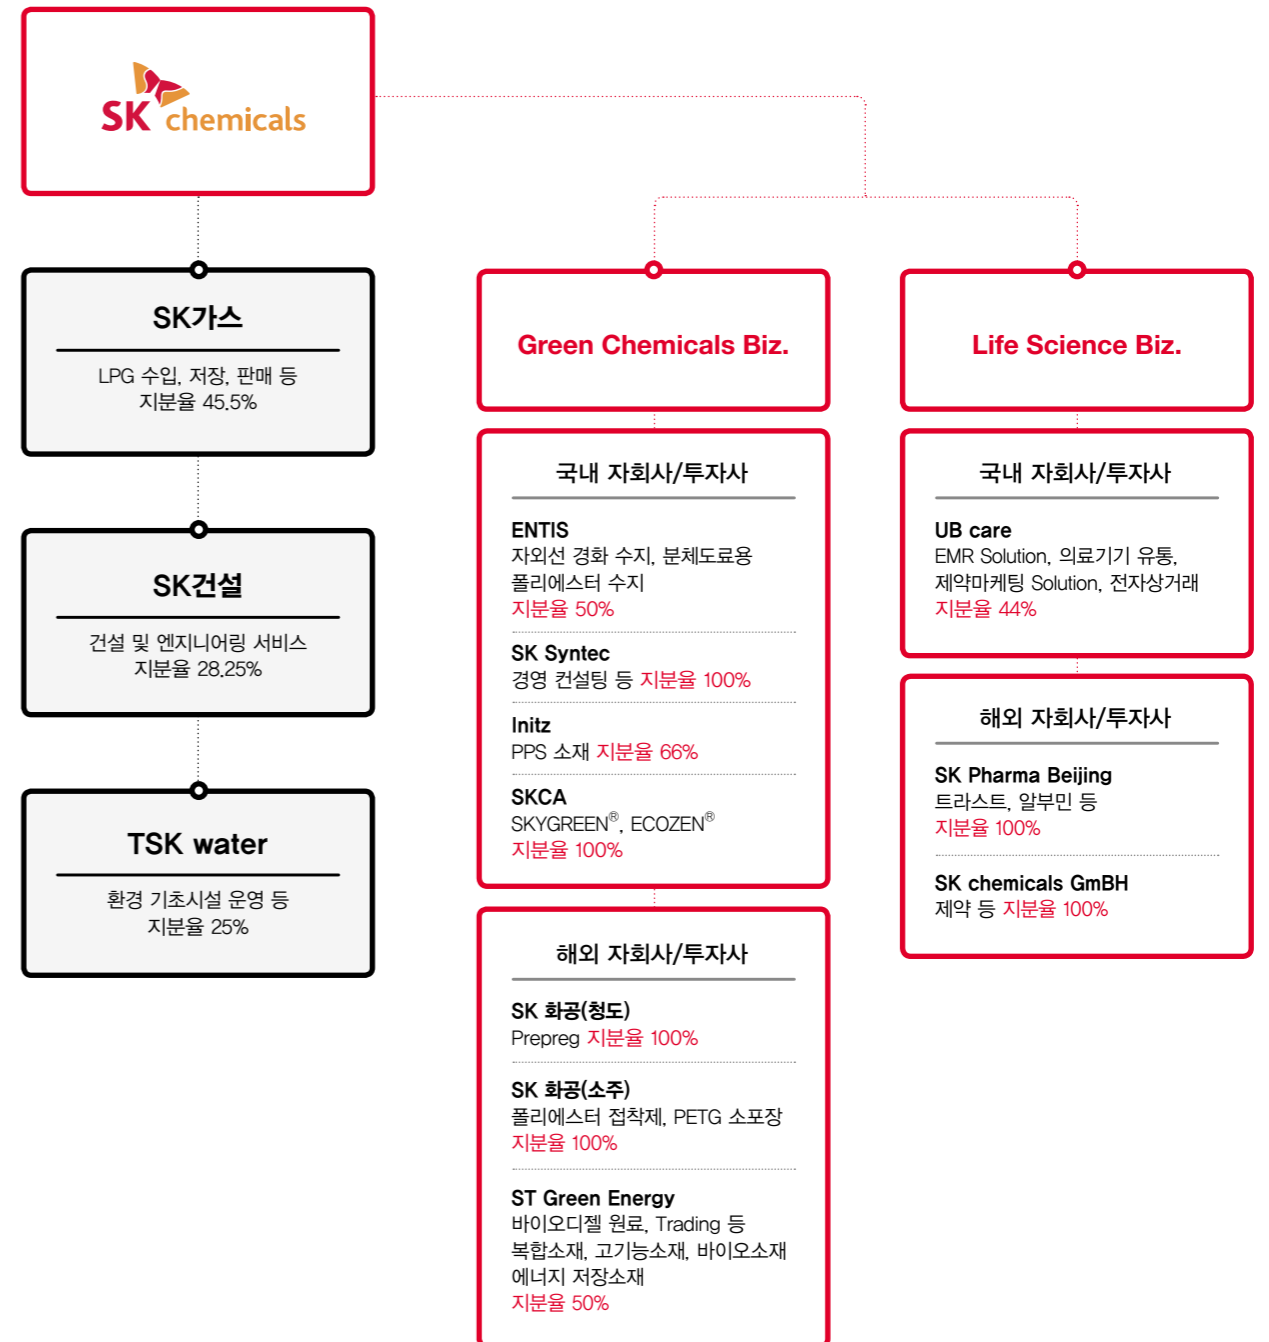 SK chemicals
SK가스
LPG 수입, 저장, 판매 등
지분율 45.5%
SK건설
건설 및 엔지니어링 서비스
지분율 28.25%
TSK water
환경 기초시설 운영 등
지분율 25%
Green Chemicals Biz.
국내 자회사/투자사
ENTIS
자외선 경화 수지, 분체도료용
폴리에스터 수지
지분율 50%
SK Syntec
경영 컨설팅 등 지분율 100%
Initz
PPS 소재 지분율 66%
SKCA
SKYGREEN®, ECOZEN®
지분율 100%
해외 자회사/투자사
SK 화공(청도)
Prepreg 지분율 100%
SK 화공(소주)
폴리에스터 접착제, PETG 소포장
지분율 100%
ST Green Energy
바이오디젤 원료, Trading 등
복합소재, 고기능소재, 바이오소재
에너지 저장소재
지분율 50%
Life Science Biz.
국내 자회사/투자사
UB care
EMR Solution, 의료기기 유통,
제약마케팅 Solution, 전자상거래
지분율 44%
해외 자회사/투자사
SK Pharma Beijing
트라스트, 알부민 등
지분율 100%
SK chemicals GmBH
제약 등 지분율 100%